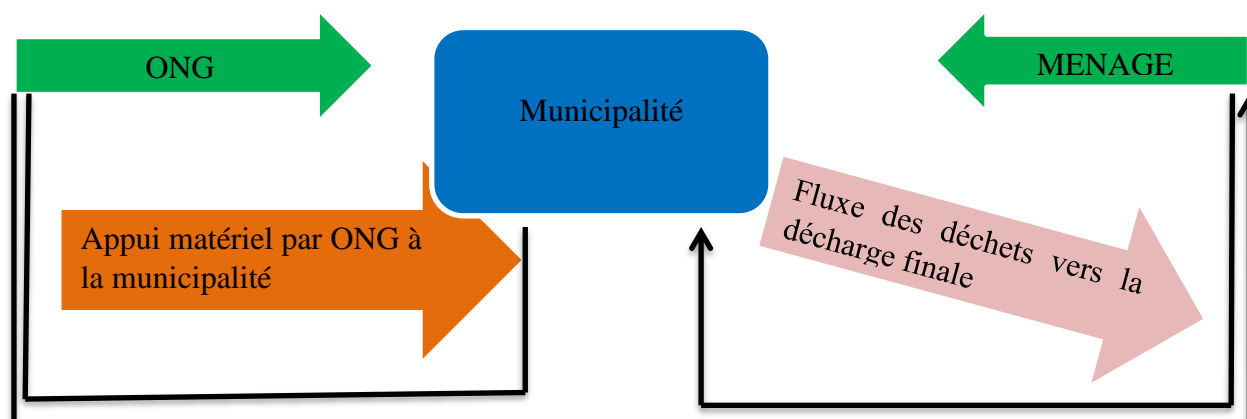 ONG
Municipalité
MENAGE
Appui matériel par ONG à
la municipalité
Fluxe des déchets vers la
décharge finale